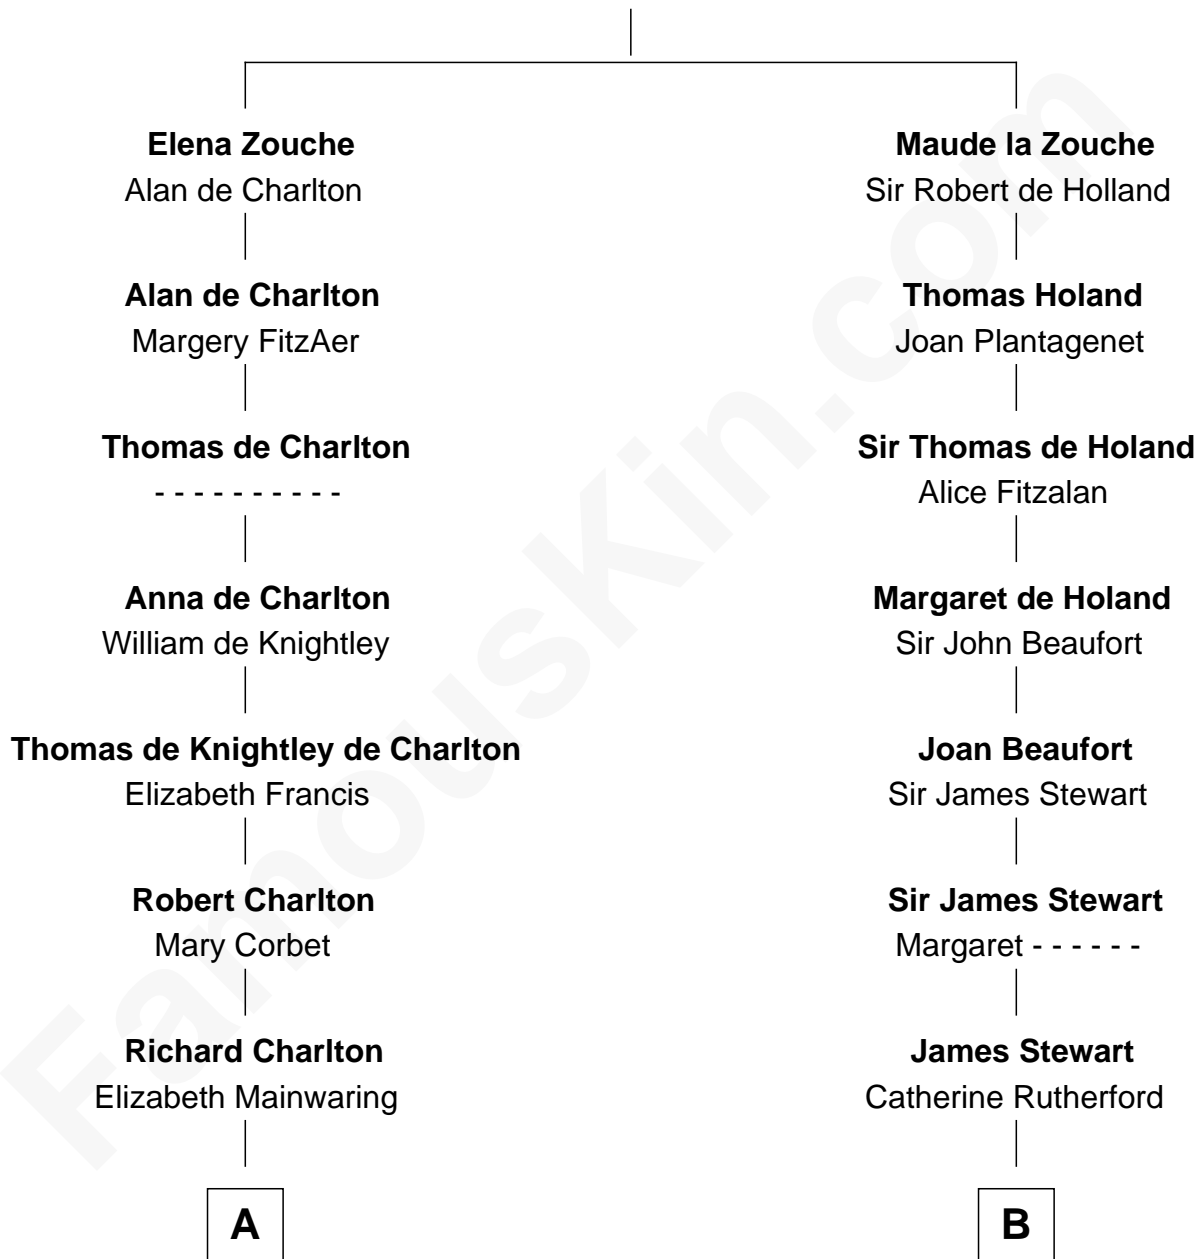 Elena Zouche
Alan de Charlton
Alan de Charlton
Margery FitzAer
Thomas de Charlton
- - - - - - - - - -
Anna de Charlton
William de Knightley
Thomas de Knightley de Charlton
Elizabeth Francis
Robert Charlton
Mary Corbet
Richard Charlton
Elizabeth Mainwaring
A
Maude la Zouche
Sir Robert de Holland
Thomas Holand
Joan Plantagenet
Sir Thomas de Holand
Alice Fitzalan
Margaret de Holand
Sir John Beaufort
Joan Beaufort
Sir James Stewart
Sir James Stewart
Margaret - - - - - -
James Stewart
Catherine Rutherford
B
FamousKin.com